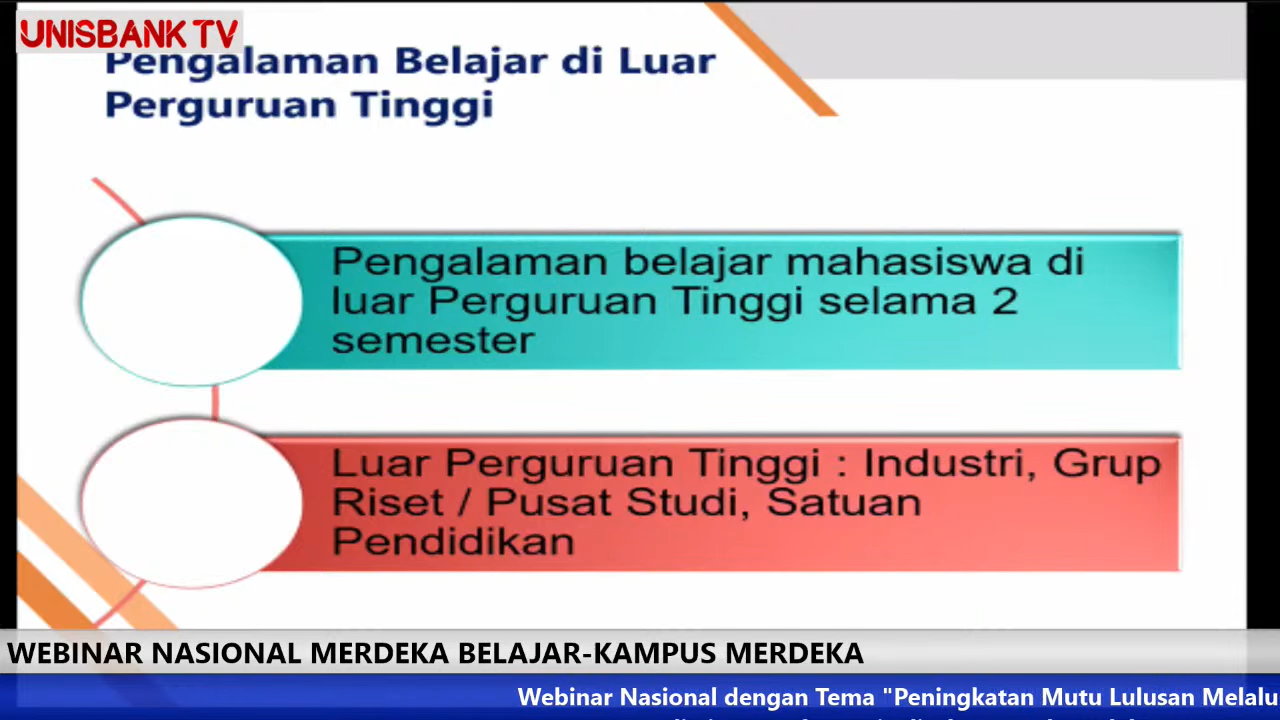 UNISBANK TV
Pengalaman Belajar di Luar
Perguruan Tinggi
Pengalaman belajar mahasiswa di
luar Perguruan Tinggi selama 2
semester
Luar Perguruan Tinggi : Industri, Grup
Riset / Pusat Studi, Satuan
Pendidikan
WEBINAR NASIONAL MERDEKA BELAJAR-KAMPUS MERDEKA
Webinar Nasional dengan Tema "Peningkatan Mutu Lulusan Melalu